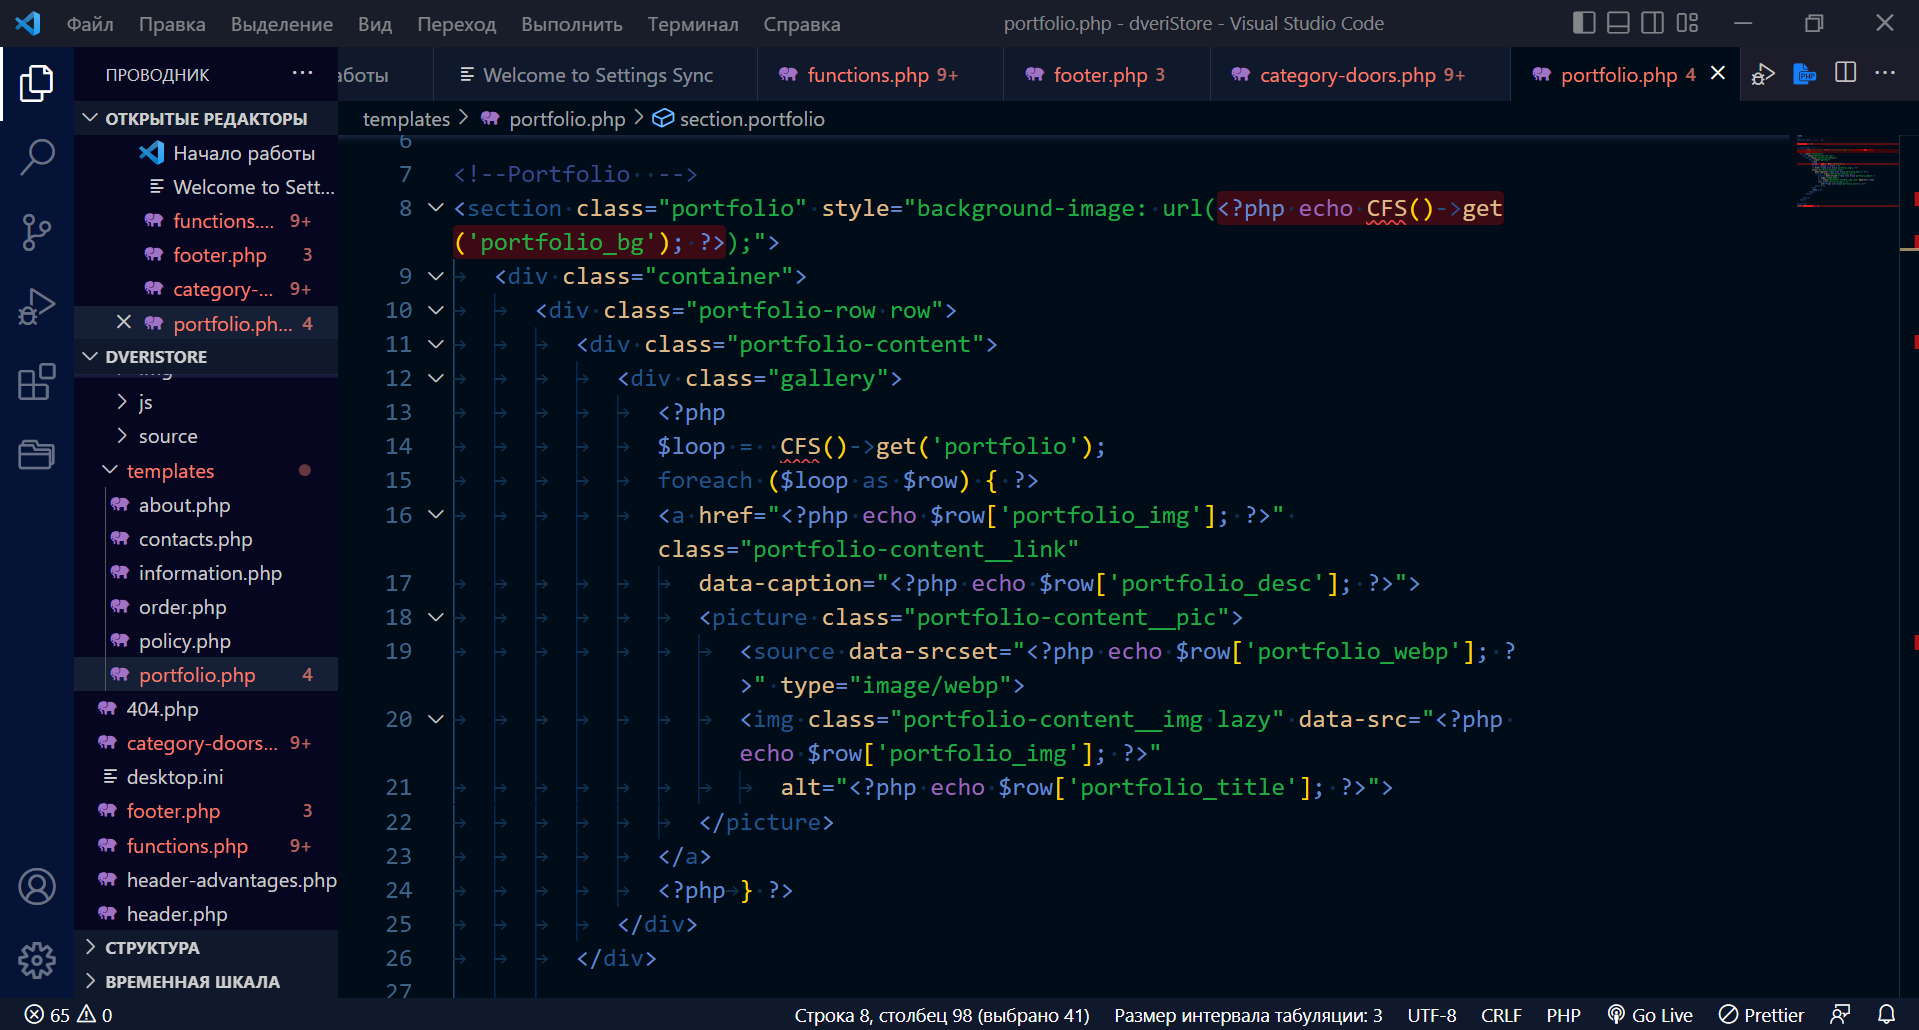 Файл Правка Выделение Вид Переход Выполнить Терминал Справка portfolio.php - dveriStore - Visual Studio Code
ПРОВОДНИК ··· аботы Welcome to Settings Sync functions.php 9+ footer.php 3 category-doors.php 9+ portfolio.php 4
ОТКРЫТЫЕ РЕДАКТОРЫ
Начало работы
Welcome to Sett...
functions.... 9+
footer.php 3
category-... 9+
portfolio.ph... 4
DVERISTORE
js
source
templates
about.php
contacts.php
information.php
order.php
policy.php
portfolio.php 4
404.php
category-doors... 9+
desktop.ini
footer.php 3
functions.php 9+
header-advantages.php
header.php
СТРУКТУРА
ВРЕМЕННАЯ ШКАЛА
templates > portfolio.php > section.portfolio
6
7 <!--Portfolio  -->
8 <section class="portfolio" style="background-image: url(<?php echo CFS()->get
('portfolio_bg'); ?>);">
9 <div class="container">
10 <div class="portfolio-row row">
11 <div class="portfolio-content">
12 <div class="gallery">
13 <?php
14 $loop =  CFS()->get('portfolio');
15 foreach ($loop as $row) { ?>
16 <a href="<?php echo $row['portfolio_img']; ?>"
class="portfolio-content__link"
17 data-caption="<?php echo $row['portfolio_desc']; ?>">
18 <picture class="portfolio-content__pic">
19 <source data-srcset="<?php echo $row['portfolio_webp']; ?
>" type="image/webp">
20 <img class="portfolio-content__img lazy" data-src="<?php
echo $row['portfolio_img']; ?>"
21 alt="<?php echo $row['portfolio_title']; ?>">
22 </picture>
23 </a>
24 <?php } ?>
25 </div>
26 </div>
27
65 0 Строка 8, столбец 98 (выбрано 41) Размер интервала табуляции: 3 UTF-8 CRLF PHP Go Live Prettier